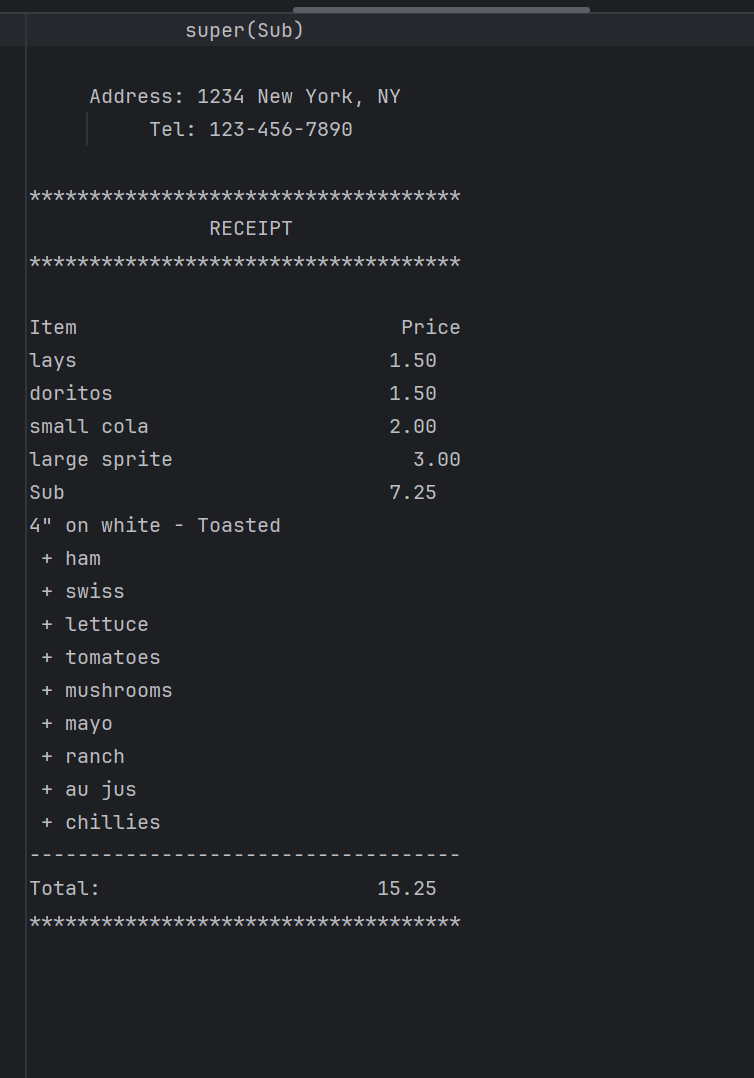 super(Sub)
Address: 1234 New York, NY
Tel: 123-456-7890
************************************
RECEIPT
************************************
Item                           Price
lays                          1.50
doritos                       1.50
small cola                    2.00
large sprite                    3.00
Sub                           7.25
4" on white - Toasted
 + ham
 + swiss
 + lettuce
 + tomatoes
 + mushrooms
 + mayo
 + ranch
 + au jus
 + chillies
------------------------------------
Total:                       15.25
************************************